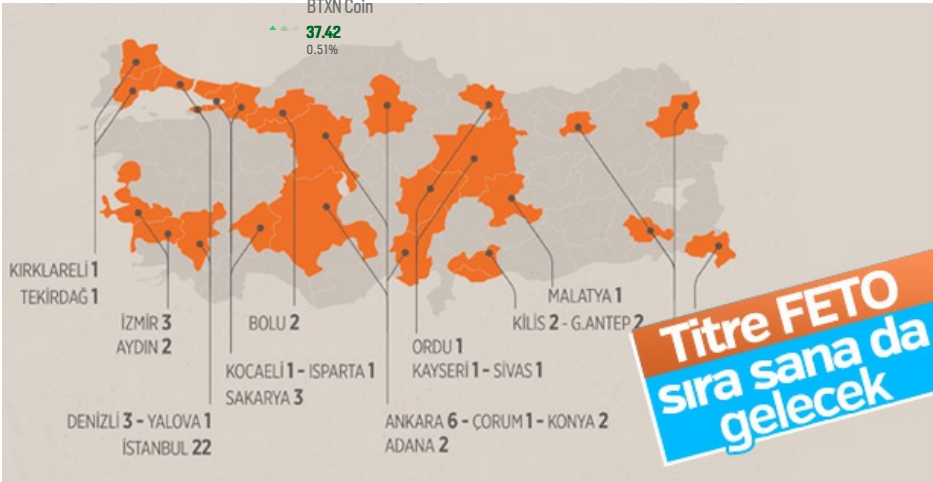 BTXN Coin
37.42
0.51%
KIRKLARELİ 1
TEKİRDAĞ 1
İZMİR 3
AYDIN 2
BOLU 2
KOCAELİ 1 - ISPARTA 1
SAKARYA 3
DENİZLİ 3 - YALOVA 1
İSTANBUL 22
ORDU 1
KAYSERİ 1 - SİVAS 1
ANKARA 6 - ÇORUM 1 - KONYA 2
ADANA 2
MALATYA 1
KİLİS 2 - G.ANTEP 2
Titre FETO
sıra sana da
gelecek